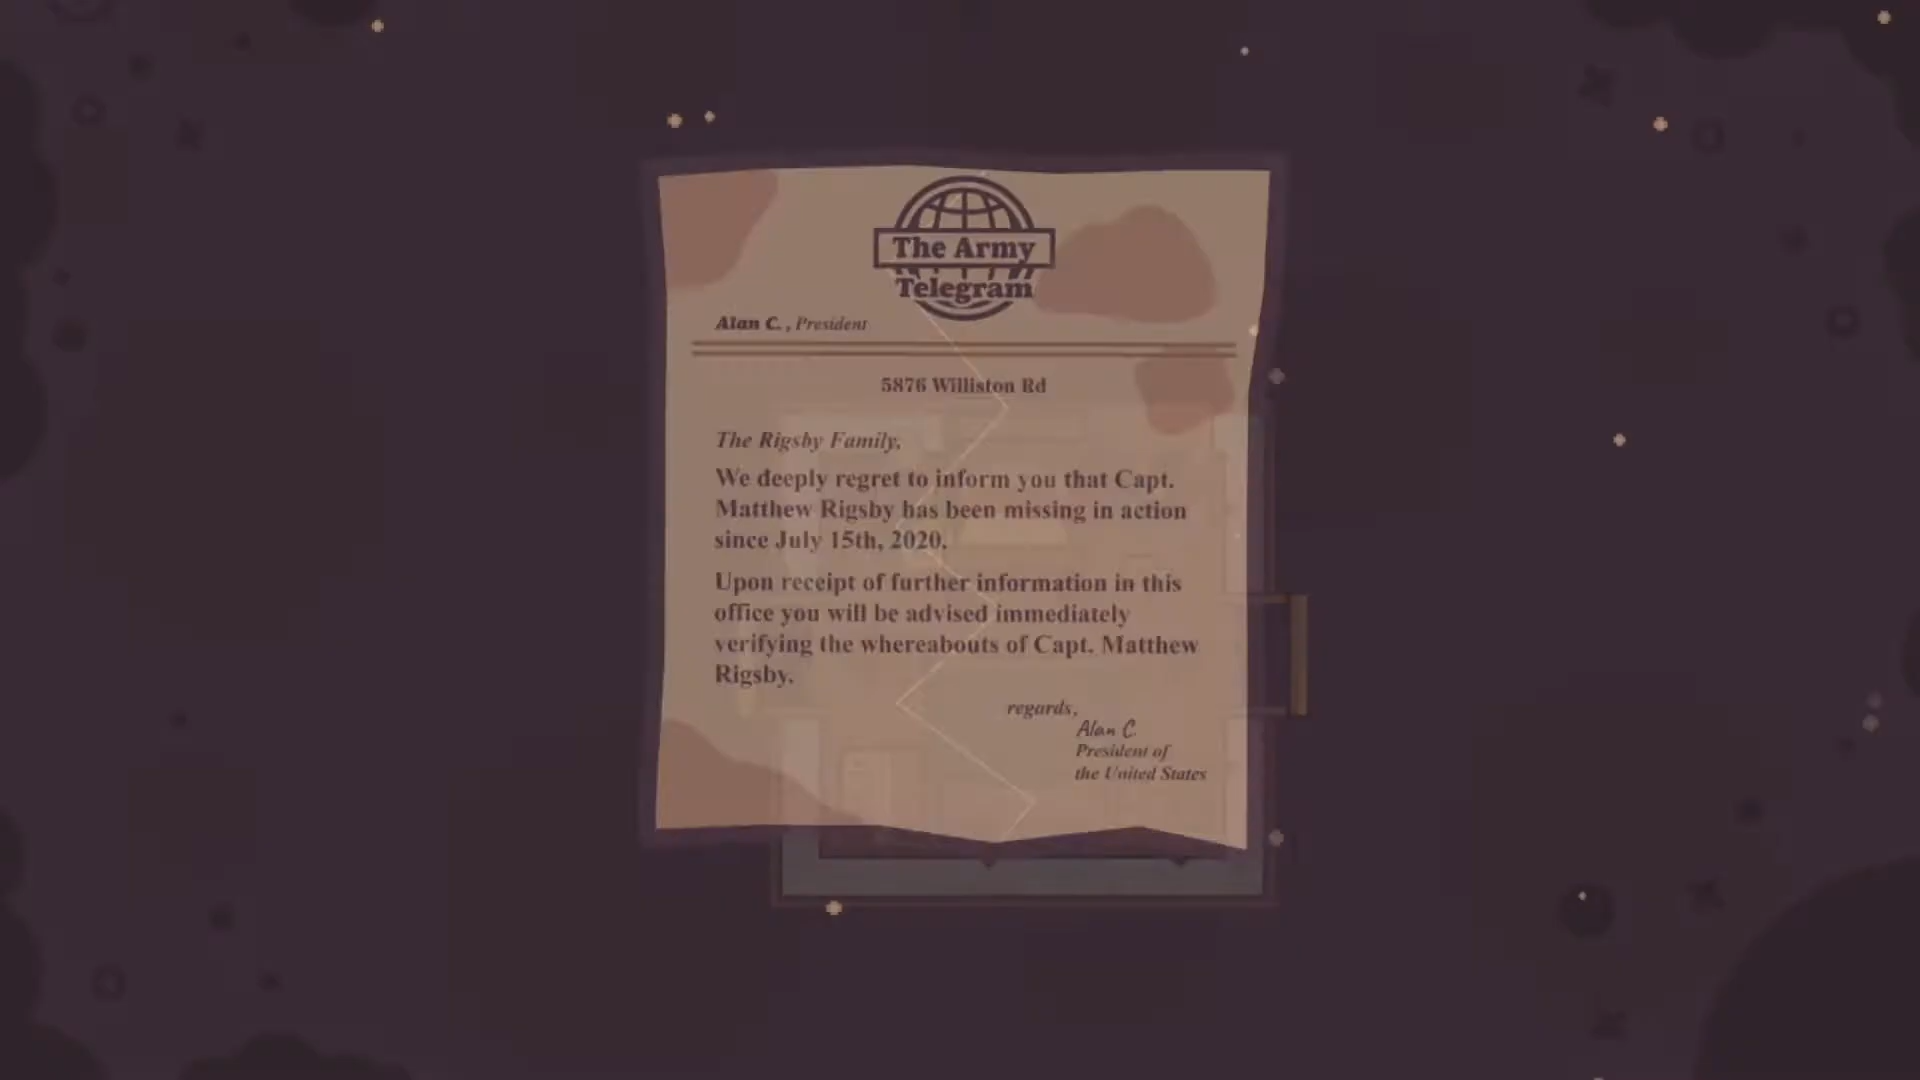 The Army
Telegram
Alan C. , President
5876 Williston Rd
The Rigsby Family,
We deeply regret to inform you that Capt.
Matthew Rigsby has been missing in action
since July 15th, 2020.
Upon receipt of further information in this
office you will be advised immediately
verifying the whereabouts of Capt. Matthew
Rigsby.
regards,
Alan C.
President of
the United States